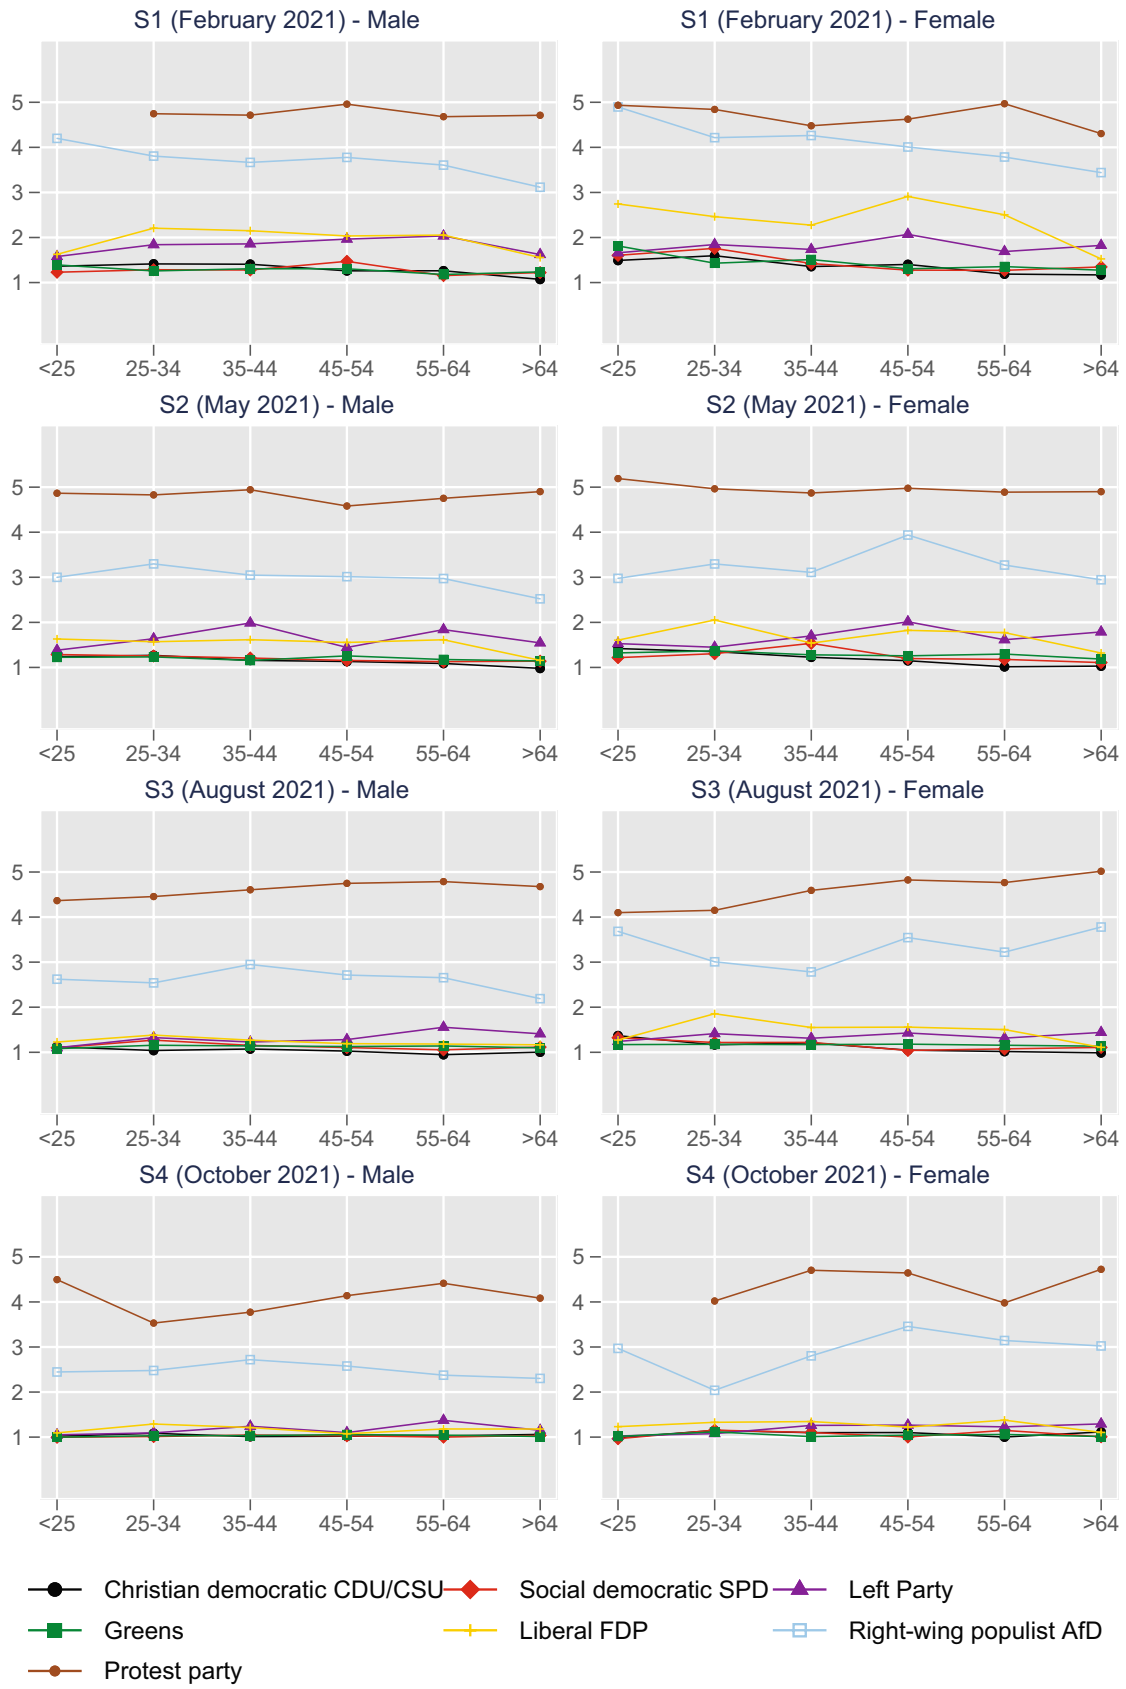 S1 (February 2021) - Male
S1 (February 2021) - Female
5
4
3
2
1
5
4
3
2
1
<25 25-34 35-44 45-54 55-64 >64
<25 25-34 35-44 45-54 55-64 >64
S2 (May 2021) - Male
S2 (May 2021) - Female
5
4
3
2
1
5
4
3
2
1
<25 25-34 35-44 45-54 55-64 >64
<25 25-34 35-44 45-54 55-64 >64
S3 (August 2021) - Male
S3 (August 2021) - Female
5
4
3
2
1
5
4
3
2
1
<25 25-34 35-44 45-54 55-64 >64
<25 25-34 35-44 45-54 55-64 >64
S4 (October 2021) - Male
S4 (October 2021) - Female
5
4
3
2
1
5
4
3
2
1
<25 25-34 35-44 45-54 55-64 >64
<25 25-34 35-44 45-54 55-64 >64
Christian democratic CDU/CSU
Social democratic SPD
Left Party
Greens
Liberal FDP
Right-wing populist AfD
Protest party